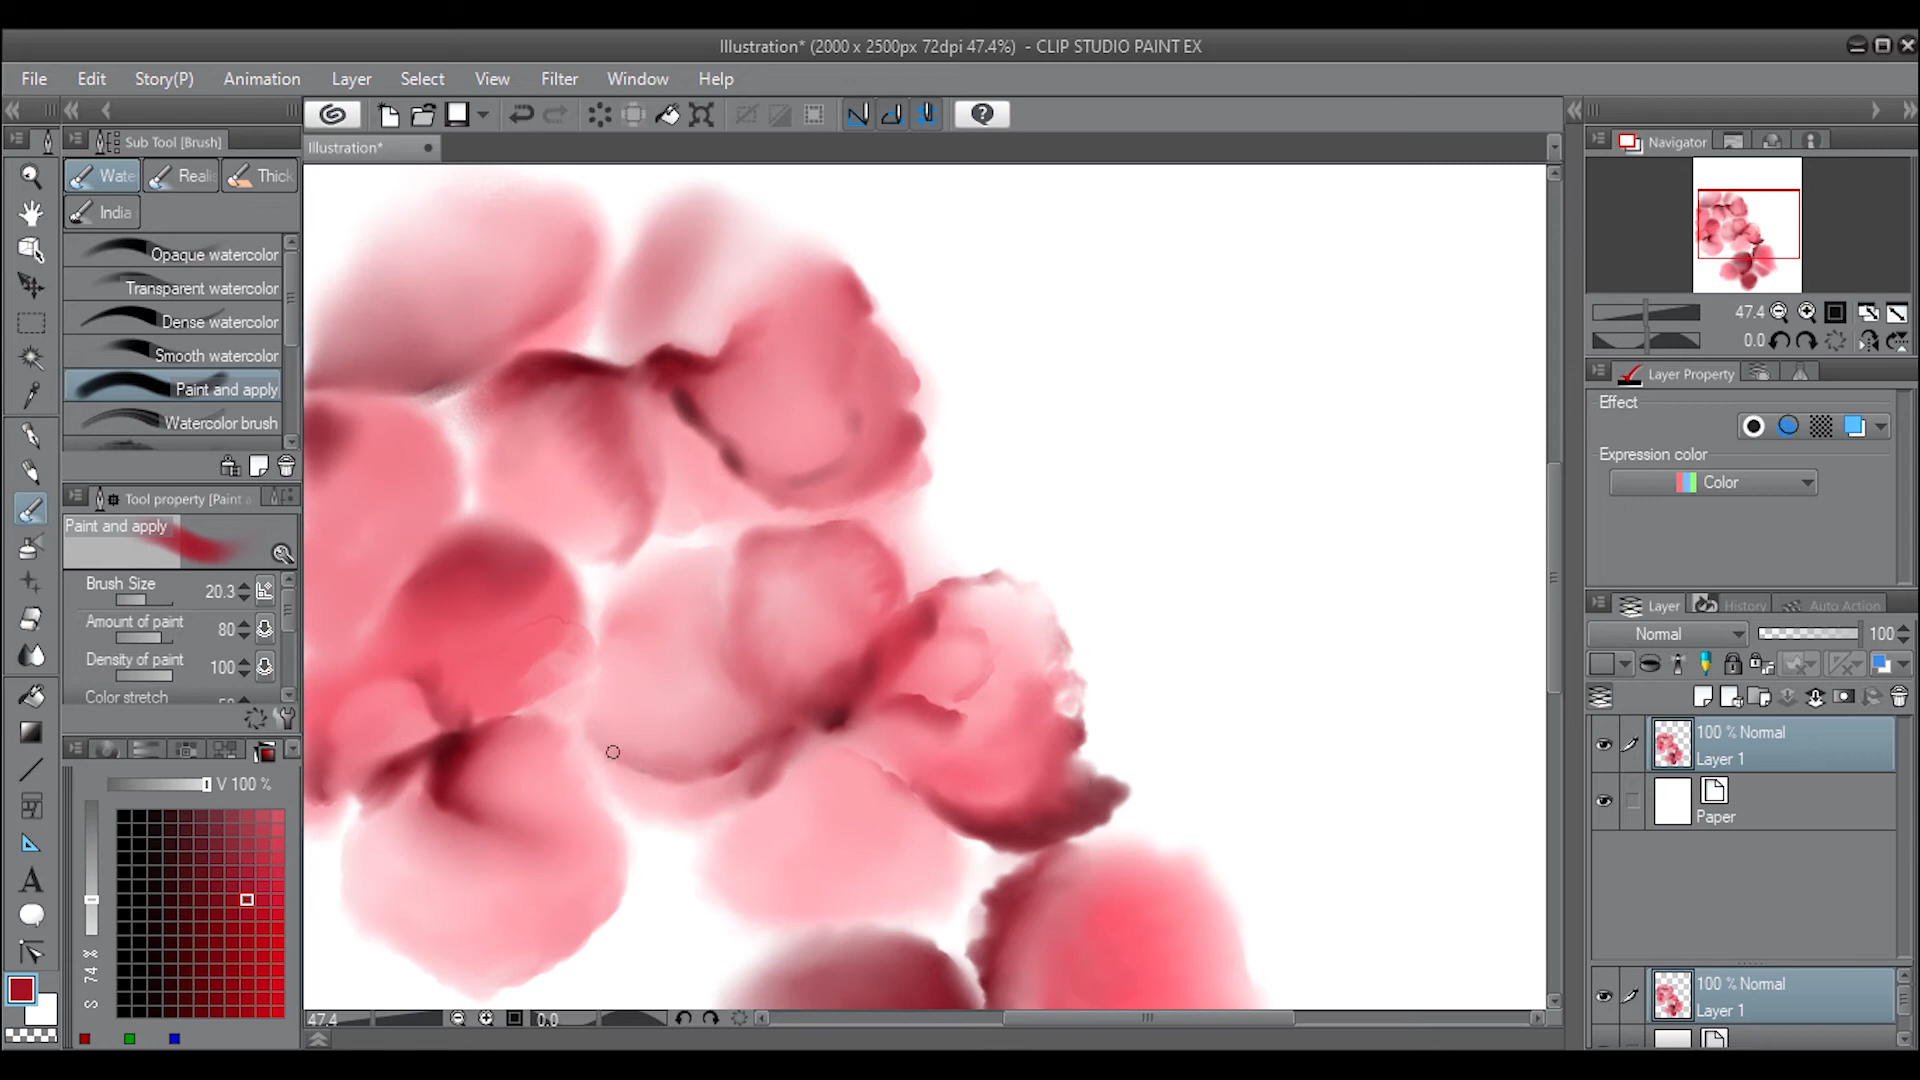 Illustration* (2000 x 2500px 72dpi 47.4%) - CLIP STUDIO PAINT EX
File Edit Story(P) Animation Layer Select View Filter Window Help
Sub Tool [Brush]
Illustration*
Navigator
Wate Realis Thick
India
Opaque watercolor
Transparent watercolor
Dense watercolor
Smooth watercolor
Paint and apply
Watercolor brush
Tool property [Paint a
Paint and apply
Brush Size 20.3
Amount of paint 80
Density of paint 100
Color stretch
V 100 %
74 %
S
47.4 0.0
47.4
0.0
Layer Property
Effect
Expression color
Color
Layer History Auto Action
Normal 100
100 % Normal
Layer 1
Paper
100 % Normal
Layer 1